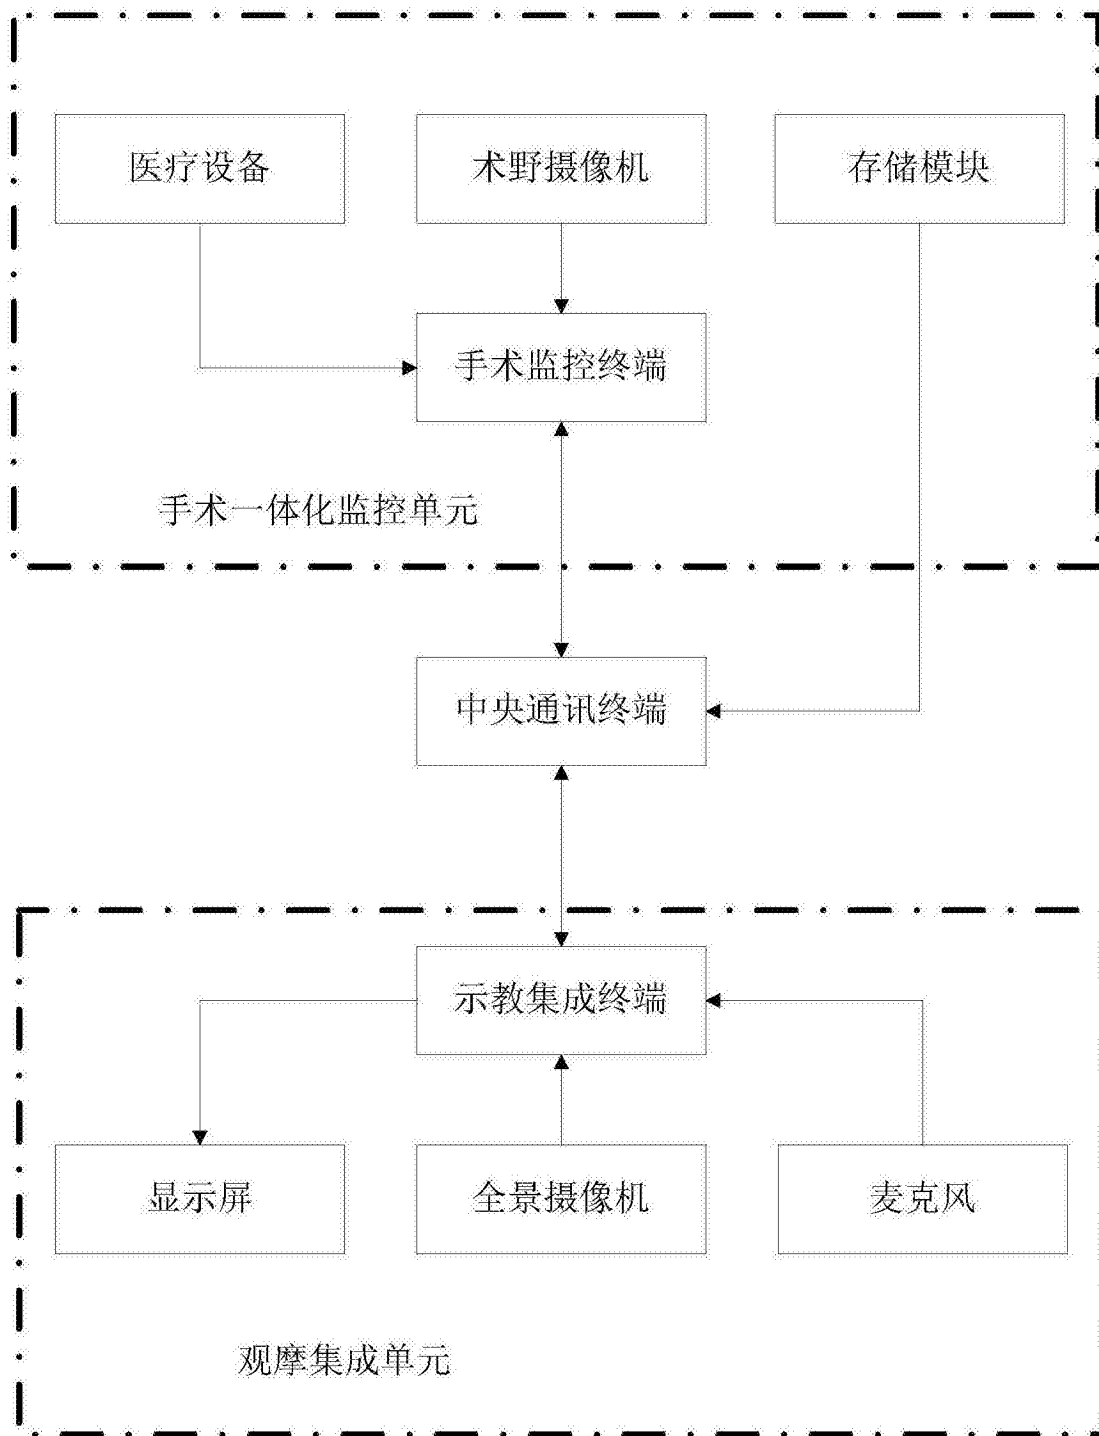 医疗设备
术野摄像机
存储模块
手术监控终端
手术一体化监控单元
中央通讯终端
示教集成终端
显示屏
全景摄像机
麦克风
观摩集成单元